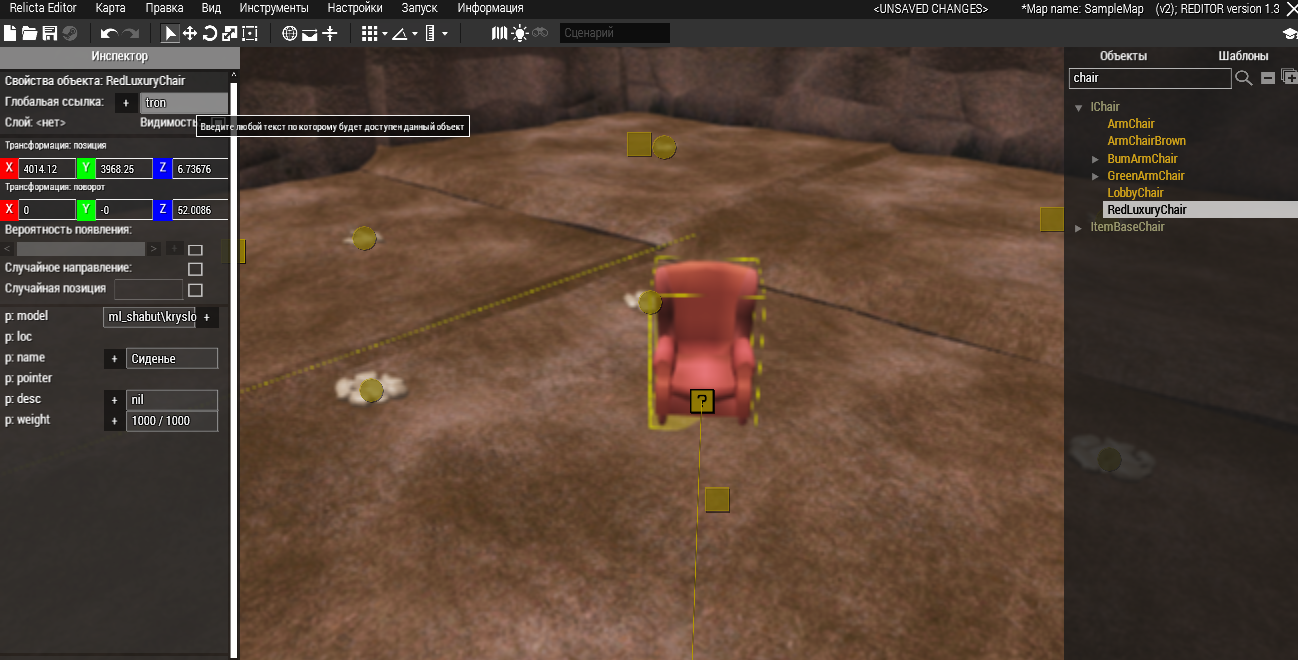 Relicta Editor Карта Правка Вид Инструменты Настройки Запуск Информация <UNSAVED CHANGES> *Map name: SampleMap (v2); REDITOR version 1.3
Сценарий
Инспектор
Свойства объекта: RedLuxuryChair
Глобальая ссылка: + tron
Слой: <нет> Видимость
Введите любой текст по которому будет доступен данный объект
Трансформация: позиция
X 4014.12 Y 3968.25 Z 6.73676
Трансформация: поворот
X 0 Y -0 Z 52.0086
Вероятность появления:
< > +
Случайное направление:
Случайная позиция
p: model ml_shabut\kryslo +
p: loc
p: name + Сиденье
p: pointer
p: desc + nil
p: weight + 1000 / 1000
?
Объекты Шаблоны
chair
IChair
ArmChair
ArmChairBrown
BumArmChair
GreenArmChair
LobbyChair
RedLuxuryChair
ItemBaseChair